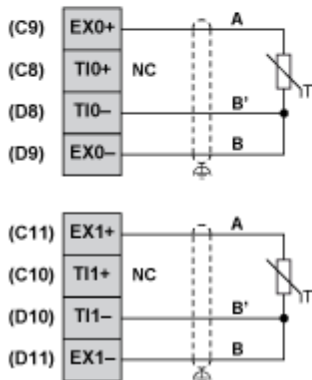 A
(C9) EX0+
(C8) TI0+ NC
T
(D8) TI0–
B'
(D9) EX0–
B
A
(C11) EX1+
(C10) TI1+ NC
T
(D10) TI1–
B'
(D11) EX1–
B